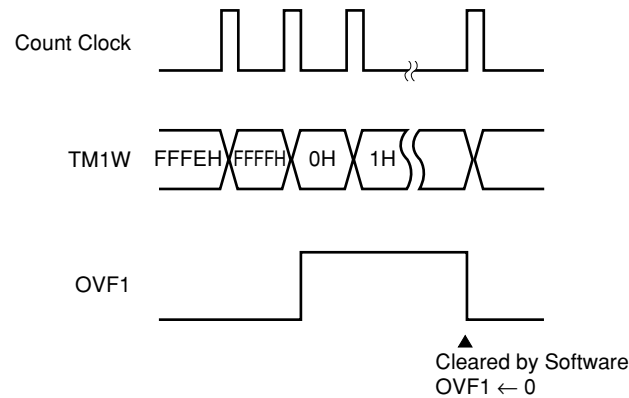 Count Clock
TM1W FFFEH FFFFH 0H 1H
OVF1
Cleared by Software
OVF1 ← 0